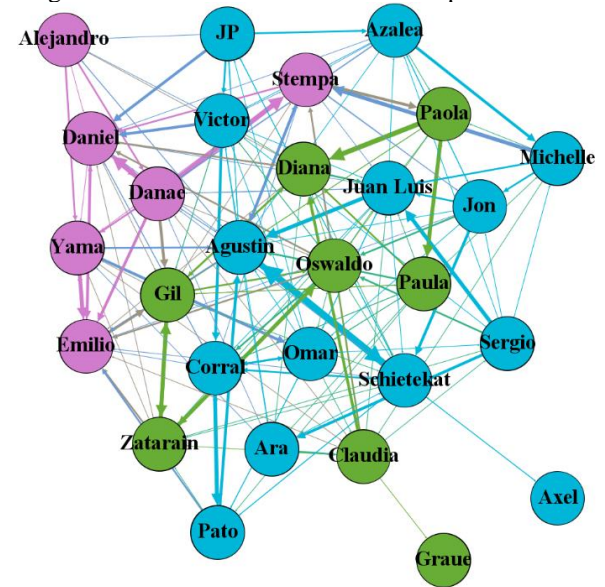 Alejandro
JP
Azalea
Stempa
Paola
Victor
Daniel
Michelle
Diana
Juan Luis
Danae
Jon
Yama
Agustin
Oswaldo
Paula
Gil
Emilio
Omar
Sergio
Corral
Schietekat
Zatarain
Ara
Claudia
Axel
Pato
Graue